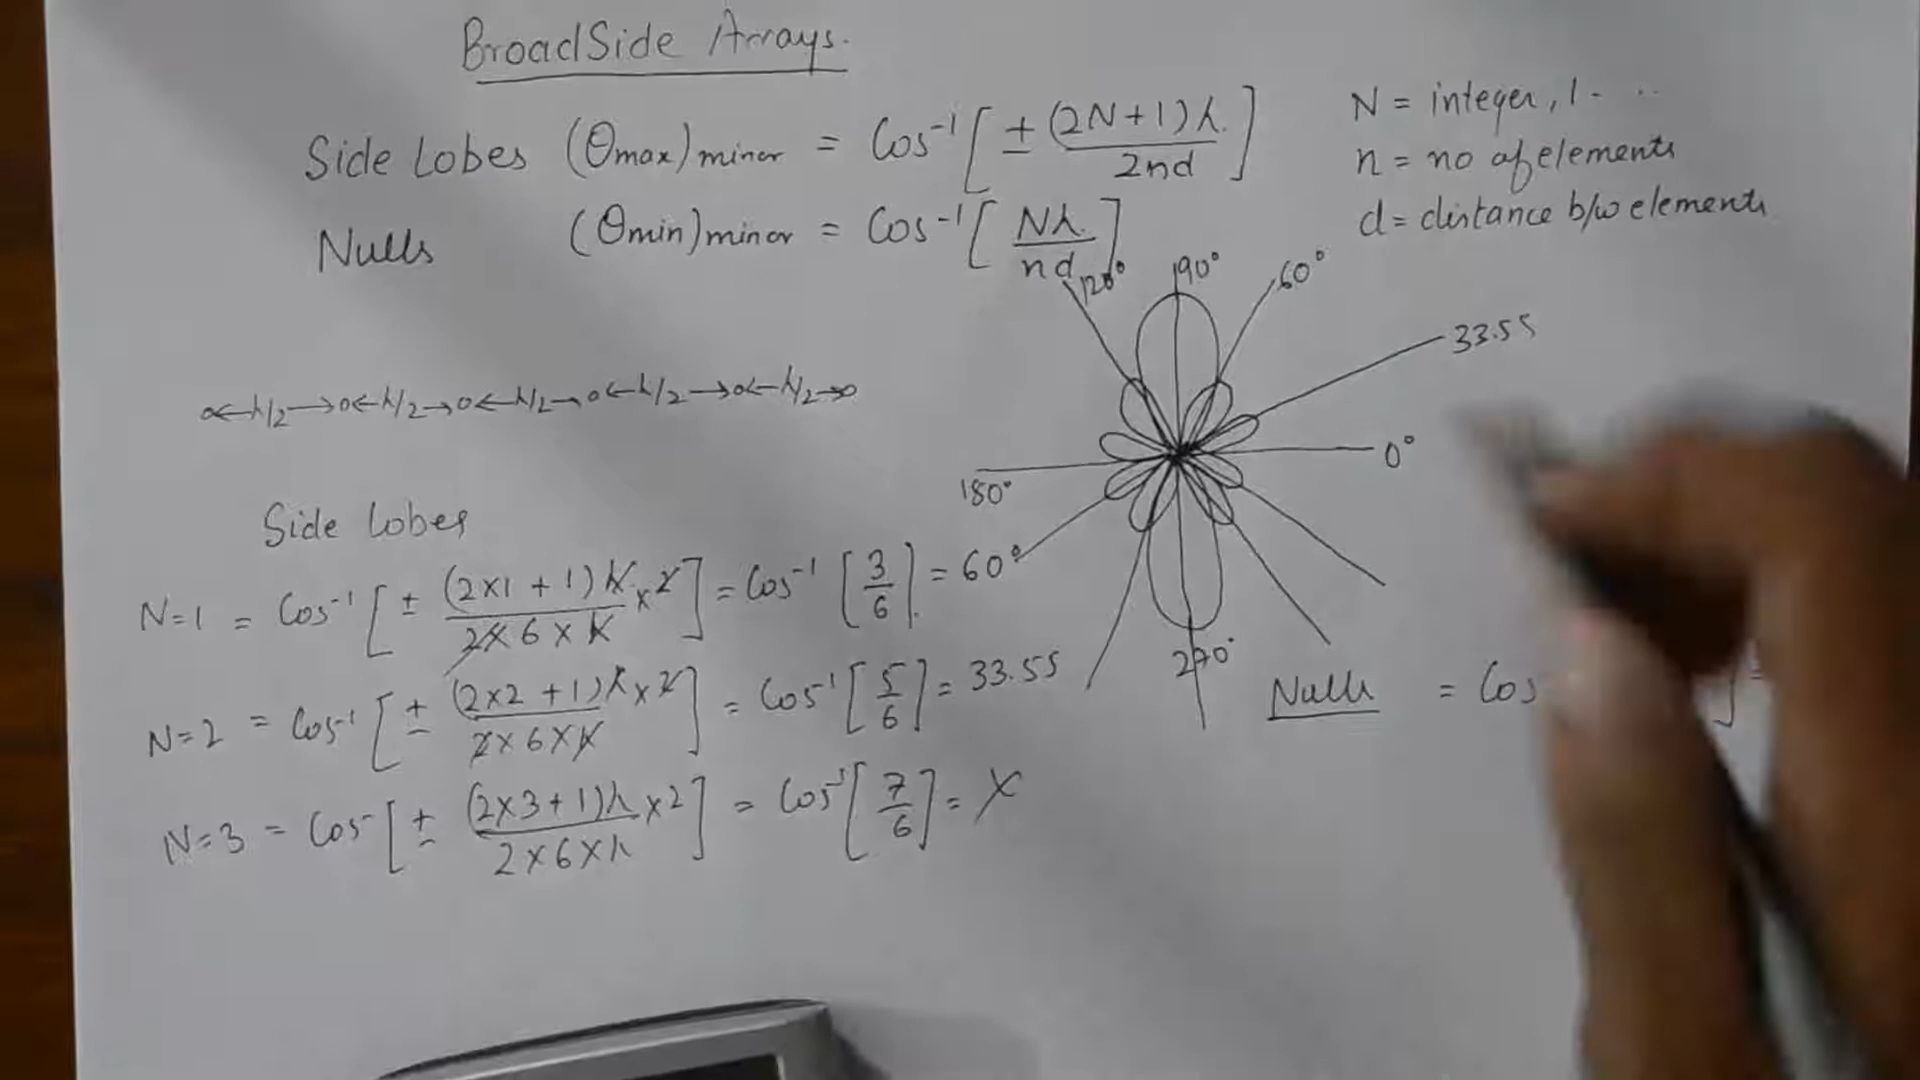 BroadSide Arrays.
Side Lobes (θmax)minor = Cos⁻¹ [± (2N+1)λ / 2nd]
N = integer, 1 - ..
n = no of elements
d = distance b/w elements
Nulls (θmin)minor = Cos⁻¹ [Nλ / nd]
120° 90° 60°
33.55
λ/2 λ/2 λ/2 λ/2 λ/2
0°
180°
270°
Side Lobes
N=1 = Cos⁻¹ [± (2×1+1)λ×2 / 2×6×λ] = Cos⁻¹ [3/6] = 60°
N=2 = Cos⁻¹ [± (2×2+1)λ×2 / 2×6×λ] = Cos⁻¹ [5/6] = 33.55
N=3 = Cos⁻ [± (2×3+1)λ×2 / 2×6×λ] = Cos⁻¹ [7/6] = X
Nulls = Cos